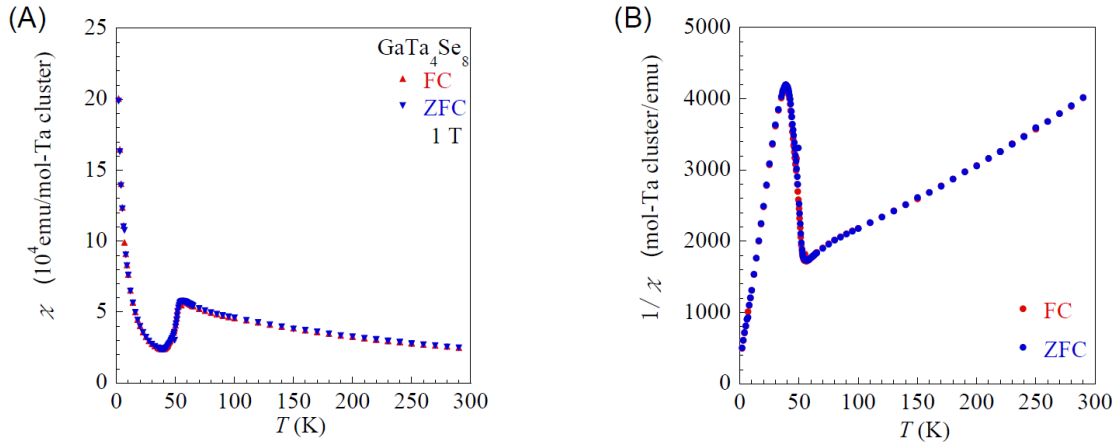 (A)
25
20
15
10
5
0
χ (10⁴emu/mol-Ta cluster)
GaTa₄Se₈
FC
ZFC
1 T
0 50 100 150 200 250 300
T (K)
(B)
5000
4000
3000
2000
1000
0
1/χ (mol-Ta cluster/emu)
FC
ZFC
0 50 100 150 200 250 300
T (K)